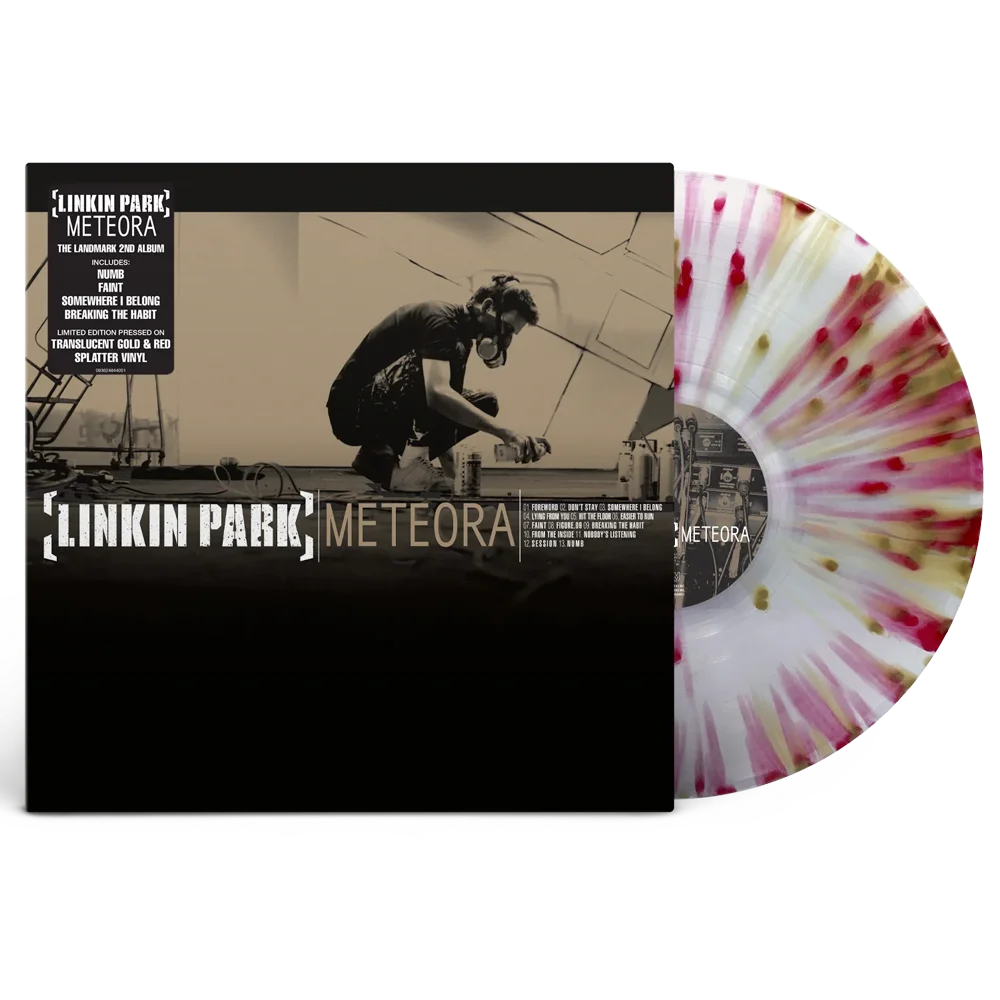 [LINKIN PARK]
METEORA
THE LANDMARK 2ND ALBUM
INCLUDES:
NUMB
FAINT
SOMEWHERE I BELONG
BREAKING THE HABIT
LIMITED EDITION PRESSED ON
TRANSLUCENT GOLD & RED
SPLATTER VINYL
093624844051
[LINKIN PARK] METEORA
01. FOREWORD 02. DON'T STAY 03. SOMEWHERE I BELONG
04. LYING FROM YOU 05. HIT THE FLOOR 06. EASIER TO RUN
07. FAINT 08. FIGURE.09 09. BREAKING THE HABIT
10. FROM THE INSIDE 11. NOBODY'S LISTENING
12. SESSION 13. NUMB
METEORA